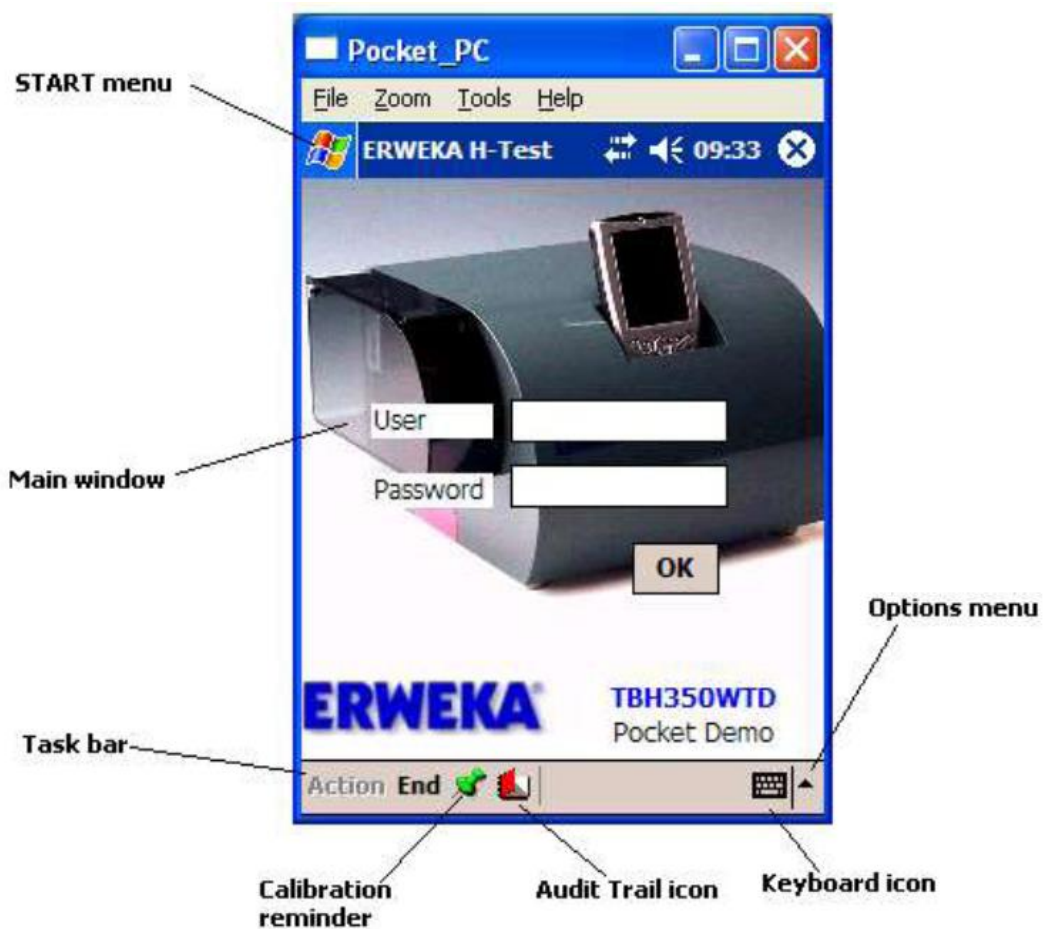 Pocket_PC
START menu
File Zoom Tools Help
ERWEKA H-Test 09:33
User
Main window
Password
OK
Options menu
ERWEKA
TBH350WTD
Pocket Demo
Task bar
Action End
Calibration
reminder
Audit Trail icon
Keyboard icon